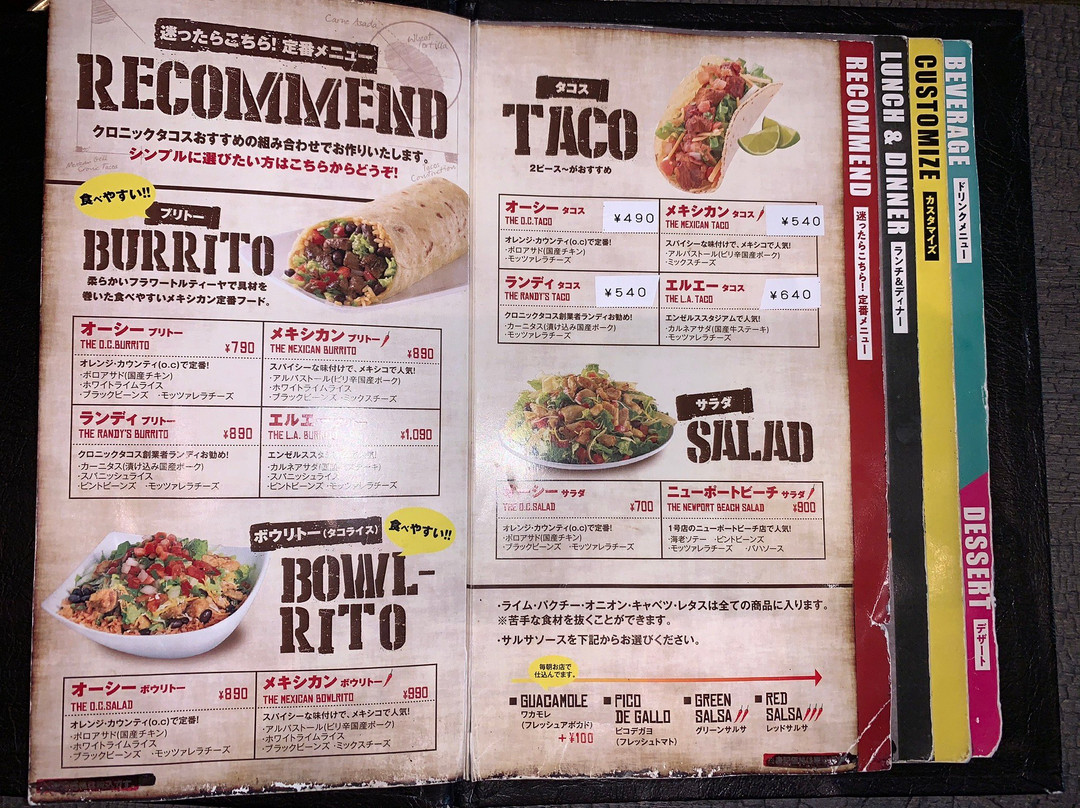 Carne Asada
Wheat
迷ったらこちら! 定番メニュー
RECOMMEND
クロニックタコスおすすめの組み合わせでお作りいたします。
シンプルに選びたい方はこちらからどうぞ!
食べやすい!!
ブリトー
BURRITO
柔らかいフラワートルティーヤで具材を
巻いた食べやすいメキシカン定番フード。
オーシー ブリトー
THE O.C.BURRITO
¥790
オレンジ・カウンティ(o.c)で定番!
・ポロアサド(国産チキン)
・ホワイトライムライス
・ブラックビーンズ ・モッツァレラチーズ
メキシカン ブリトー
THE MEXICAN BURRITO
¥890
スパイシーな味付けで、メキシコで人気!
・アルパストール(ピリ辛国産ポーク)
・ホワイトライムライス
・ブラックビーンズ ・ミックスチーズ
ランディ ブリトー
THE RANDY'S BURRITO
¥890
クロニックタコス創業者ランディお勧め!
・カーニタス(漬け込み国産ポーク)
・スパニッシュライス
・ピントビーンズ ・モッツァレラチーズ
エルエー
THE L.A. BURRITO
¥1,090
・スパニッシュライス
・ピントビーンズ ・モッツァレラチーズ
ボウリトー(タコライス)
食べやすい!!
BOWL-
RITO
オーシー ボウリトー
THE O.C.SALAD
¥890
オレンジ・カウンティ(o.c)で定番!
・ポロアサド(国産チキン)
・ホワイトライムライス
・ブラックビーンズ ・モッツァレラチーズ
メキシカン ボウリトー
THE MEXICAN BOWLRITO
¥990
スパイシーな味付けで、メキシコで人気!
・アルパストール(ピリ辛国産ポーク)
・ホワイトライムライス
・ブラックビーンズ ・ミックスチーズ
タコス
TACO
2ピース〜がおすすめ
オーシー タコス
THE O.C.TACO
¥490
オレンジ・カウンティ(o.c)で定番!
・ポロアサド(国産チキン)
・モッツァレラチーズ
メキシカン タコス
THE MEXICAN TACO
¥540
スパイシーな味付けで、メキシコで人気!
・アルパストール(ピリ辛国産ポーク)
・ミックスチーズ
ランディ タコス
THE RANDY'S TACO
¥540
クロニックタコス創業者ランディお勧め!
・カーニタス(漬け込み国産ポーク)
・モッツァレラチーズ
エルエー タコス
THE L.A. TACO
¥640
エンゼルススタジアムで人気!
・カルネアサダ(国産牛ステーキ)
・モッツァレラチーズ
サラダ
SALAD
オーシー サラダ
THE O.C.SALAD
¥700
オレンジ・カウンティ(o.c)で定番!
・ポロアサド(国産チキン)
・ブラックビーンズ ・モッツァレラチーズ
ニューポートビーチ サラダ
THE NEWPORT BEACH SALAD
¥900
1号店のニューポートビーチ店で人気!
・海老ソテー ・ピントビーンズ
・モッツァレラチーズ ・バハソース
・ライム・パクチー・オニオン・キャベツ・レタスは全ての商品に入ります。
※苦手な食材を抜くことができます。
・サルサソースを下記からお選びください。
毎朝お店で
仕込んでます。
■GUACAMOLE
ワカモレ
(フレッシュアボカド)
+¥100
■PICO
DE GALLO
ピコデガヨ
(フレッシュトマト)
■GREEN
SALSA
グリーンサルサ
■RED
SALSA
レッドサルサ
RECOMMEND
迷ったらこちら! 定番メニュー
LUNCH & DINNER
ランチ&ディナー
CUSTOMIZE
カスタマイズ
BEVERAGE
ドリンクメニュー
DESSERT
デザート